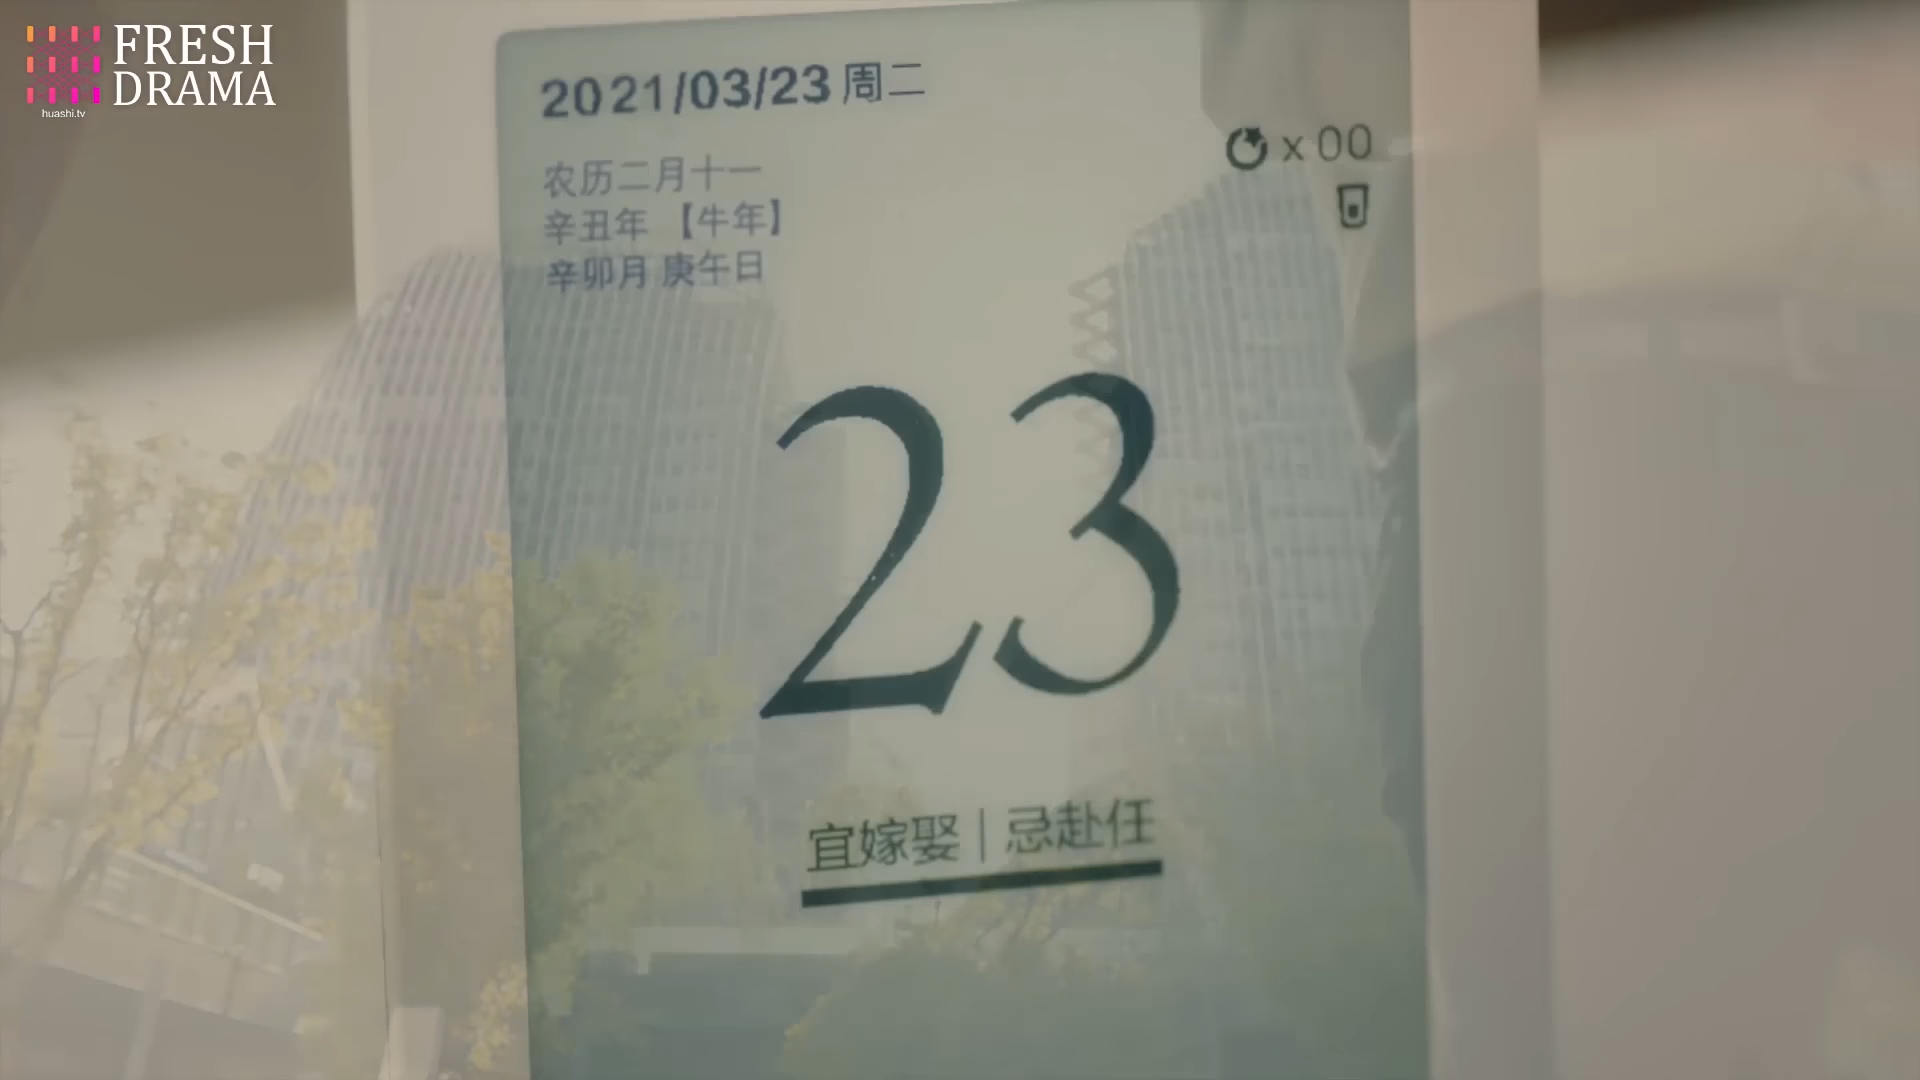 FRESH
DRAMA
huashi.tv
2021/03/23 周二
农历二月十一
辛丑年 【牛年】
辛卯月 庚午日
x 00
23
宜嫁娶 | 忌赴任